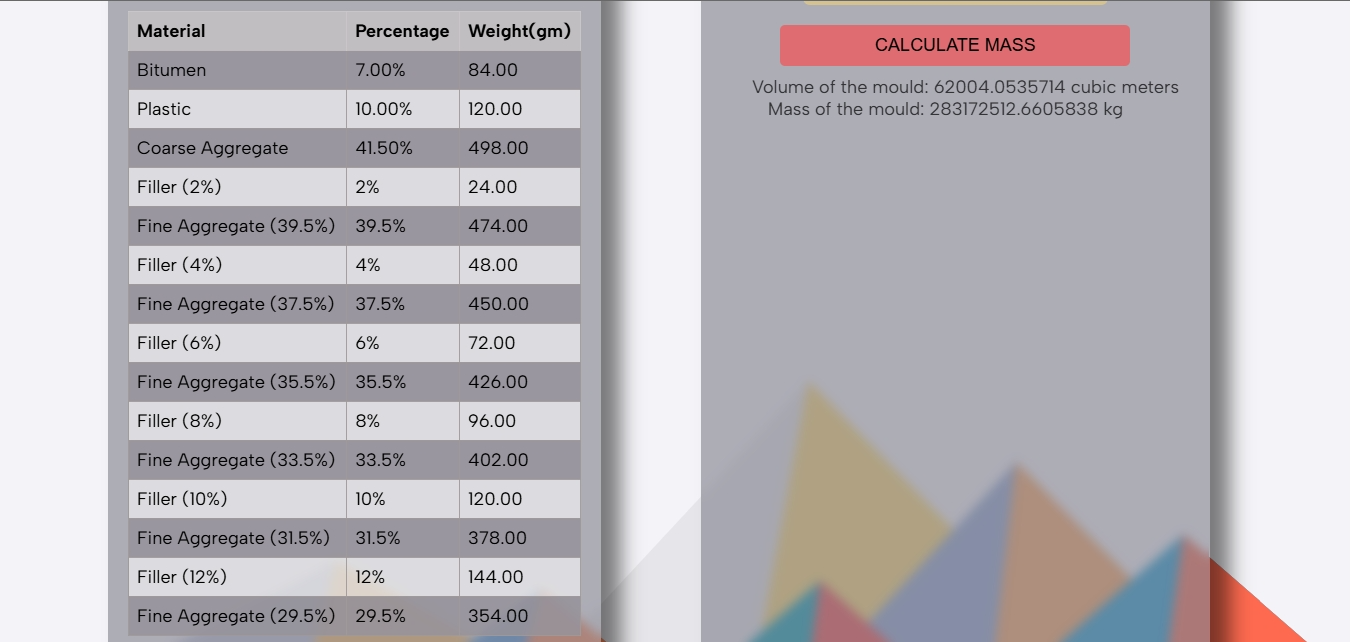 Material Percentage Weight(gm)
Bitumen 7.00% 84.00
Plastic 10.00% 120.00
Coarse Aggregate 41.50% 498.00
Filler (2%) 2% 24.00
Fine Aggregate (39.5%) 39.5% 474.00
Filler (4%) 4% 48.00
Fine Aggregate (37.5%) 37.5% 450.00
Filler (6%) 6% 72.00
Fine Aggregate (35.5%) 35.5% 426.00
Filler (8%) 8% 96.00
Fine Aggregate (33.5%) 33.5% 402.00
Filler (10%) 10% 120.00
Fine Aggregate (31.5%) 31.5% 378.00
Filler (12%) 12% 144.00
Fine Aggregate (29.5%) 29.5% 354.00
CALCULATE MASS
Volume of the mould: 62004.0535714 cubic meters
Mass of the mould: 283172512.6605838 kg